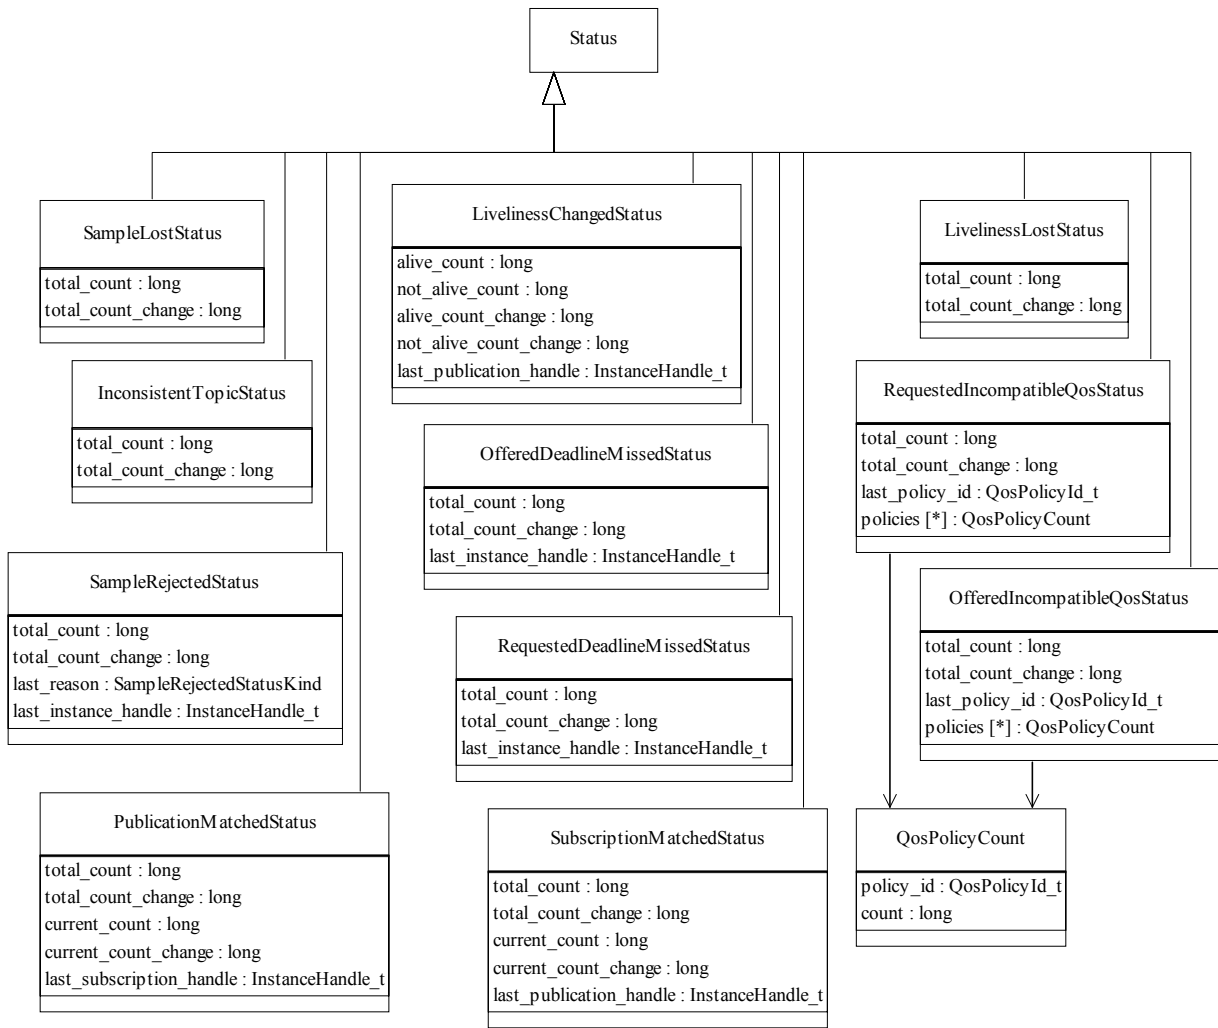 Status
SampleLostStatus
total_count : long
total_count_change : long
InconsistentTopicStatus
total_count : long
total_count_change : long
SampleRejectedStatus
total_count : long
total_count_change : long
last_reason : SampleRejectedStatusKind
last_instance_handle : InstanceHandle_t
PublicationMatchedStatus
total_count : long
total_count_change : long
current_count : long
current_count_change : long
last_subscription_handle : InstanceHandle_t
LivelinessChangedStatus
alive_count : long
not_alive_count : long
alive_count_change : long
not_alive_count_change : long
last_publication_handle : InstanceHandle_t
OfferedDeadlineMissedStatus
total_count : long
total_count_change : long
last_instance_handle : InstanceHandle_t
RequestedDeadlineMissedStatus
total_count : long
total_count_change : long
last_instance_handle : InstanceHandle_t
SubscriptionMatchedStatus
total_count : long
total_count_change : long
current_count : long
current_count_change : long
last_publication_handle : InstanceHandle_t
LivelinessLostStatus
total_count : long
total_count_change : long
RequestedIncompatibleQosStatus
total_count : long
total_count_change : long
last_policy_id : QosPolicyId_t
policies [*] : QosPolicyCount
OfferedIncompatibleQosStatus
total_count : long
total_count_change : long
last_policy_id : QosPolicyId_t
policies [*] : QosPolicyCount
QosPolicyCount
policy_id : QosPolicyId_t
count : long